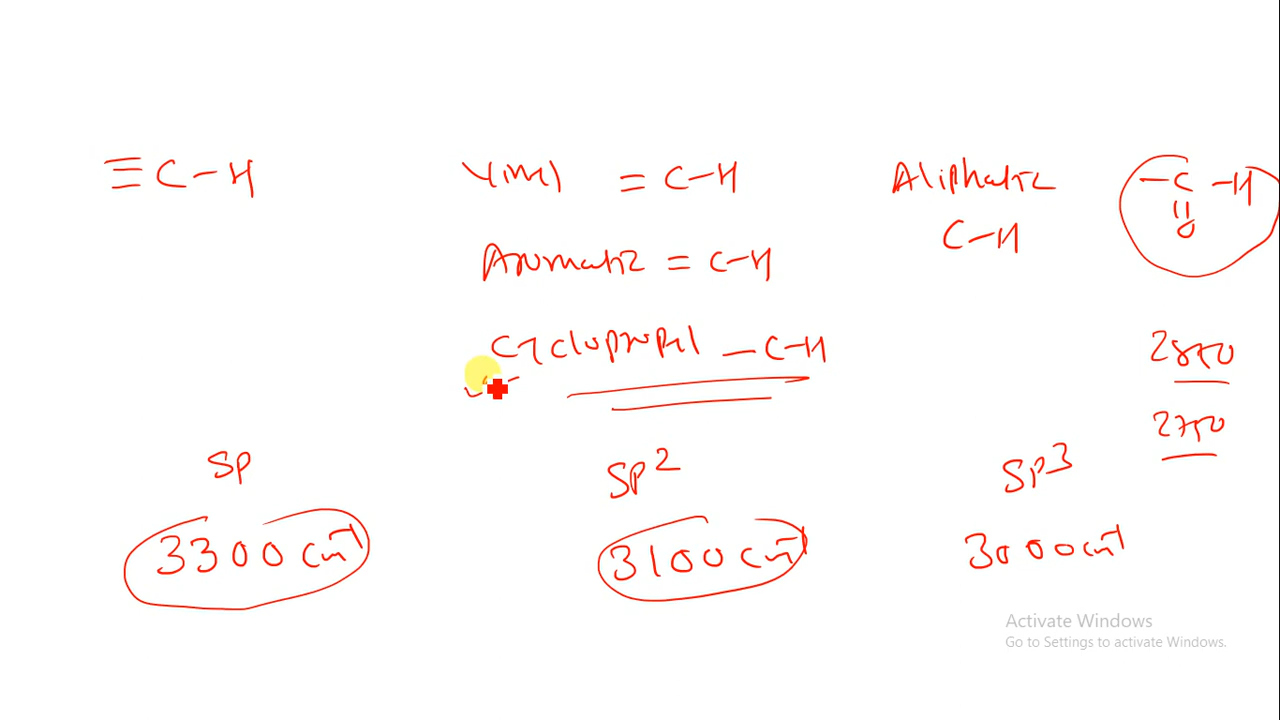 ≡C-H
Vinyl =C-H
Aliphatic
C-H
-C-H
||
O
Aromatic =C-H
Cyclopropyl -C-H
2850
2750
SP
SP²
SP³
3300 cm⁻¹
3100 cm⁻¹
3000 cm⁻¹
Activate Windows
Go to Settings to activate Windows.